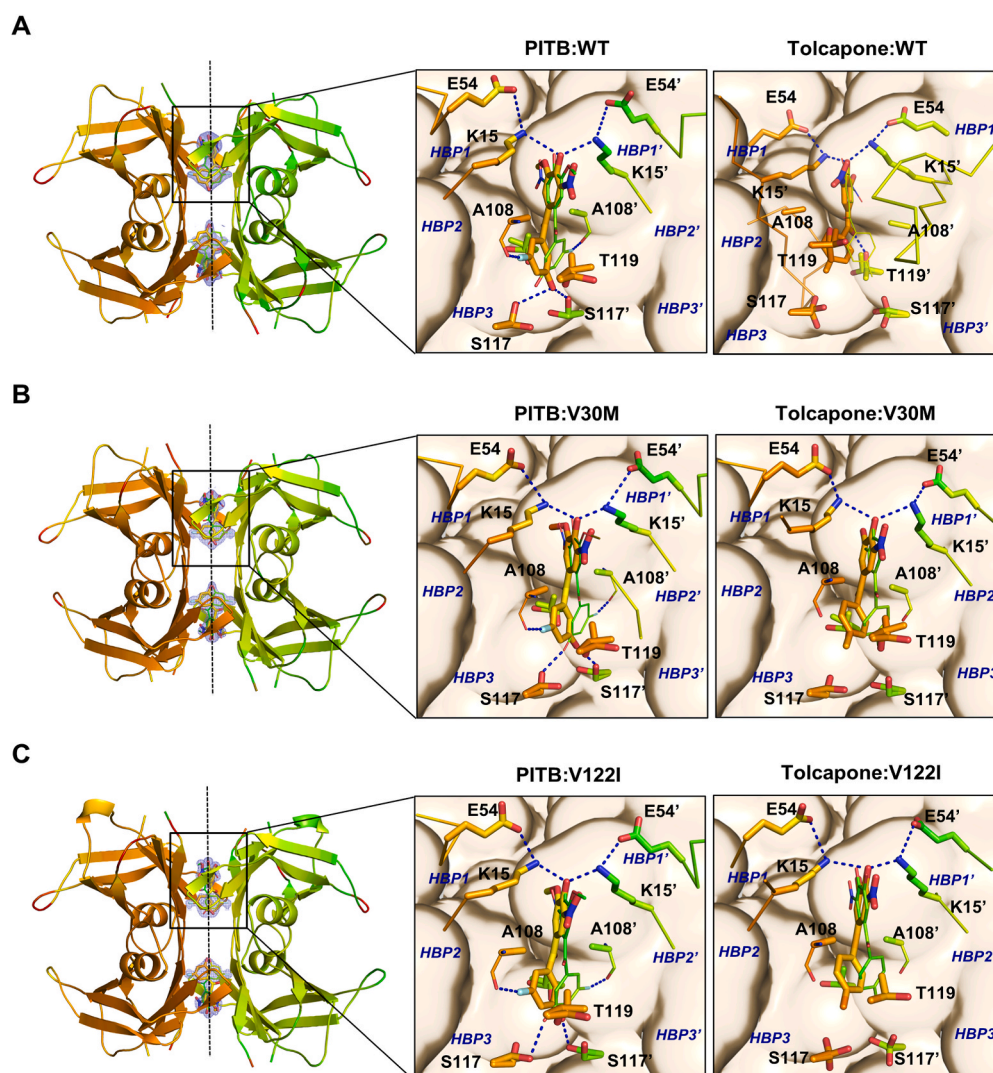 A
PITB:WT
Tolcapone:WT
E54
E54’
E54
K15
HBP1
HBP1’
K15’
HBP1
HBP1’
K15’
K15’
A108
A108’
A108
A108’
HBP2
HBP2’
HBP2
T119
T119
T119’
HBP3
S117’
HBP3’
S117
S117’
S117
HBP3
HBP3’
B
PITB:V30M
Tolcapone:V30M
E54
E54’
E54
E54’
HBP1
K15
HBP1’
K15’
HBP1
K15
HBP1’
K15’
A108
A108’
A108
A108’
HBP2
HBP2’
HBP2
HBP2’
T119
T119
HBP3
HBP3’
HBP3
HBP3’
S117
S117’
S117
S117’
C
PITB:V122I
Tolcapone:V122I
E54
E54’
E54
E54’
HBP1
K15
HBP1’
K15’
HBP1
K15
HBP1’
K15’
A108
A108’
A108
A108’
HBP2
HBP2’
HBP2
HBP2’
T119
T119
HBP3
HBP3’
HBP3
HBP3’
S117
S117’
S117
S117’